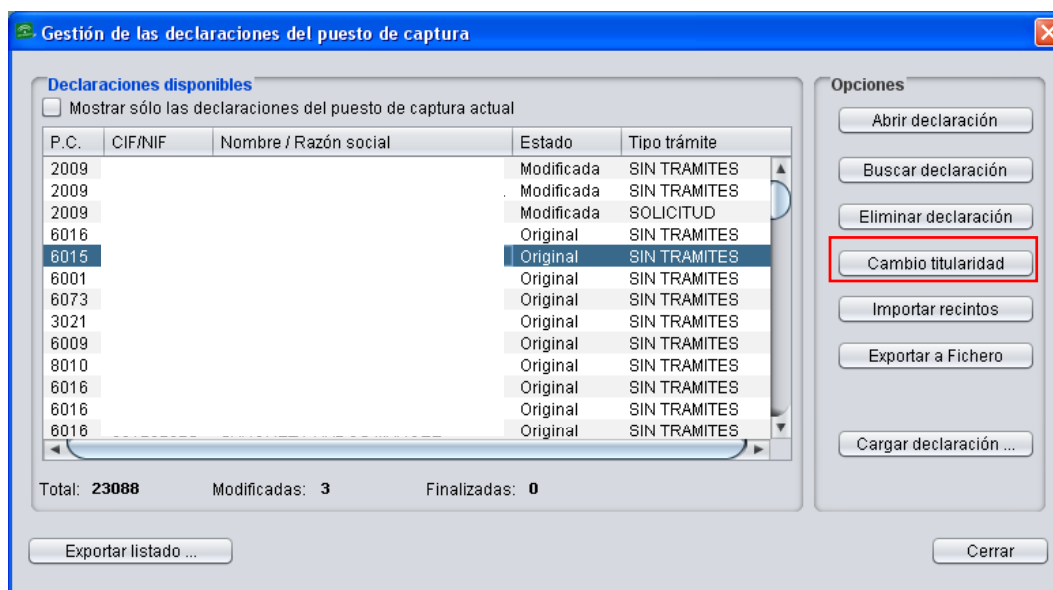 Gestión de las declaraciones del puesto de captura
Declaraciones disponibles
Mostrar sólo las declaraciones del puesto de captura actual
P.C. CIF/NIF Nombre / Razón social Estado Tipo trámite
2009 Modificada SIN TRAMITES
2009 Modificada SIN TRAMITES
2009 Modificada SOLICITUD
6016 Original SIN TRAMITES
6015 Original SIN TRAMITES
6001 Original SIN TRAMITES
6073 Original SIN TRAMITES
3021 Original SIN TRAMITES
6009 Original SIN TRAMITES
8010 Original SIN TRAMITES
6016 Original SIN TRAMITES
6016 Original SIN TRAMITES
6016 Original SIN TRAMITES
Total: 23088 Modificadas: 3 Finalizadas: 0
Exportar listado ...
Opciones
Abrir declaración
Buscar declaración
Eliminar declaración
Cambio titularidad
Importar recintos
Exportar a Fichero
Cargar declaración ...
Cerrar